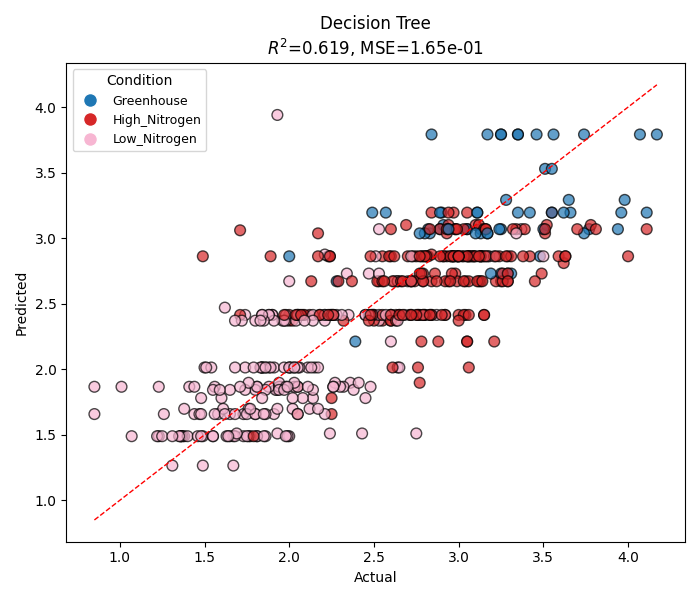 Decision Tree
R²=0.619, MSE=1.65e-01
Condition
Greenhouse
High_Nitrogen
Low_Nitrogen
4.0
3.5
3.0
2.5
2.0
1.5
1.0
Predicted
1.0 1.5 2.0 2.5 3.0 3.5 4.0
Actual